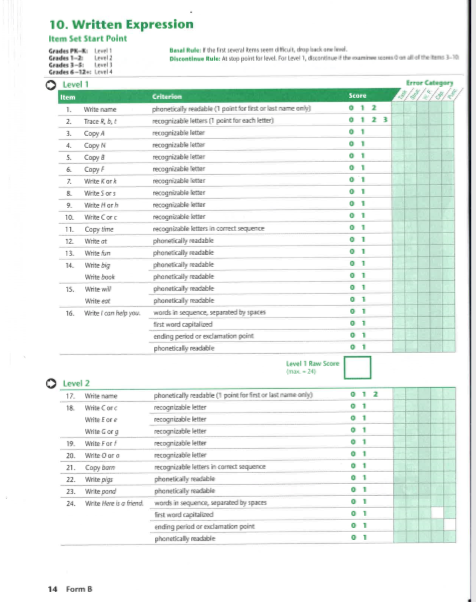 10. Written Expression
Item Set Start Point
Grades PK–K: Level 1
Grades 1–2: Level 2
Grades 3–5: Level 3
Grades 6–12+: Level 4
Basal Rule: If the first several items seem difficult, drop back one level.
Discontinue Rule: At stop point for level. For Level 1, discontinue if the examinee scores 0 on all of the items 3–10.
Level 1
Error Category
Item Criterion Score
1. Write name phonetically readable (1 point for first or last name only) 0 1 2
2. Trace R, b, t recognizable letters (1 point for each letter) 0 1 2 3
3. Copy A recognizable letter 0 1
4. Copy N recognizable letter 0 1
5. Copy B recognizable letter 0 1
6. Copy F recognizable letter 0 1
7. Write K or k recognizable letter 0 1
8. Write S or s recognizable letter 0 1
9. Write H or h recognizable letter 0 1
10. Write C or c recognizable letter 0 1
11. Copy time recognizable letters in correct sequence 0 1
12. Write at phonetically readable 0 1
13. Write fun phonetically readable 0 1
14. Write big phonetically readable 0 1
Write book phonetically readable 0 1
15. Write will phonetically readable 0 1
Write eat phonetically readable 0 1
16. Write I can help you. words in sequence, separated by spaces 0 1
first word capitalized 0 1
ending period or exclamation point 0 1
phonetically readable 0 1
Level 1 Raw Score
(max. = 24)
Level 2
17. Write name phonetically readable (1 point for first or last name only) 0 1 2
18. Write C or c recognizable letter 0 1
Write E or e recognizable letter 0 1
Write G or g recognizable letter 0 1
19. Write F or f recognizable letter 0 1
20. Write O or o recognizable letter 0 1
21. Copy barn recognizable letters in correct sequence 0 1
22. Write pigs phonetically readable 0 1
23. Write pond phonetically readable 0 1
24. Write Here is a friend. words in sequence, separated by spaces 0 1
first word capitalized 0 1
ending period or exclamation point 0 1
phonetically readable 0 1
14 Form B